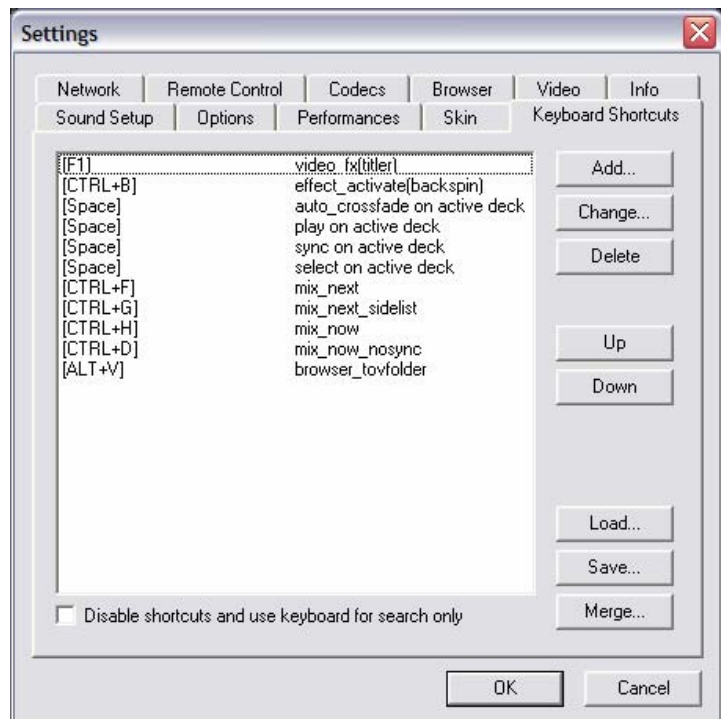 Settings
Network Remote Control Codecs Browser Video Info
Sound Setup Options Performances Skin Keyboard Shortcuts
[F1] video_fx(titler)
[CTRL+B] effect_activate(backspin)
[Space] auto_crossfade on active deck
[Space] play on active deck
[Space] sync on active deck
[Space] select on active deck
[CTRL+F] mix_next
[CTRL+G] mix_next_sidelist
[CTRL+H] mix_now
[CTRL+D] mix_now_nosync
[ALT+V] browser_tovfolder
Add...
Change...
Delete
Up
Down
Load...
Save...
Merge...
Disable shortcuts and use keyboard for search only
OK Cancel